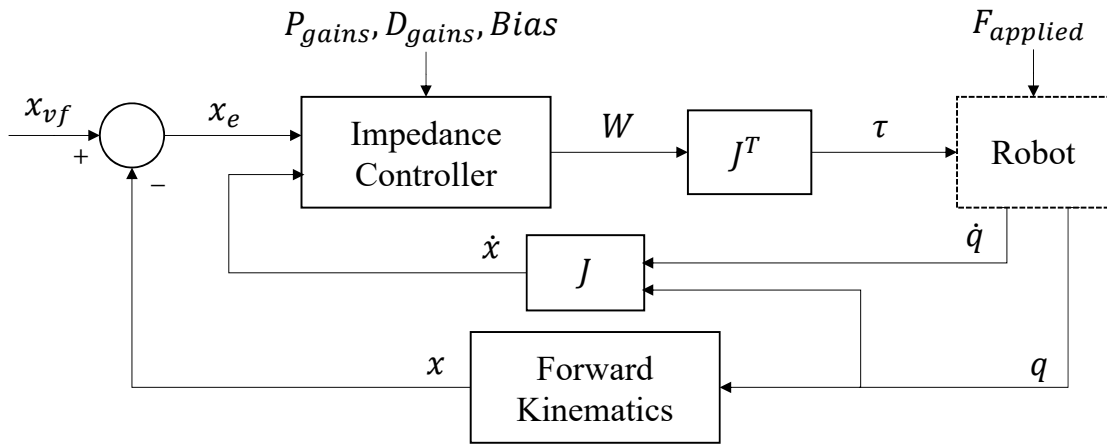 P_gains, D_gains, Bias
F_applied
x_vf
+
−
x_e
Impedance
Controller
W
J^T
τ
Robot
ẋ
J
q̇
x
Forward
Kinematics
q